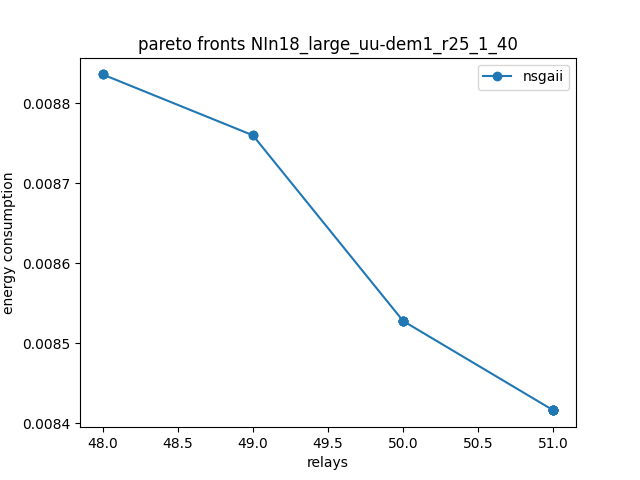 pareto fronts NIn18_large_uu-dem1_r25_1_40
nsgaii
energy consumption
0.0088
0.0087
0.0086
0.0085
0.0084
48.0 48.5 49.0 49.5 50.0 50.5 51.0
relays